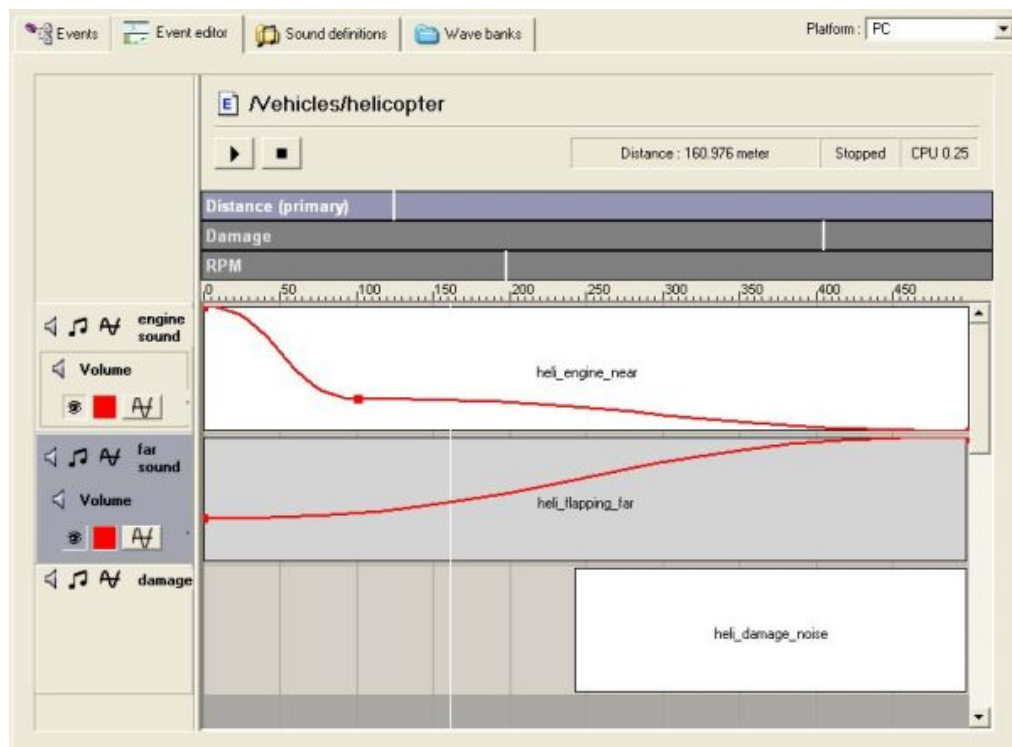 Events
Event editor
Sound definitions
Wave banks
Platform : PC
E /Vehicles/helicopter
Distance : 160.976 meter
Stopped
CPU 0.25
Distance (primary)
Damage
RPM
0 50 100 150 200 250 300 350 400 450
engine
sound
Volume
heli_engine_near
far
sound
Volume
heli_flapping_far
damage
heli_damage_noise